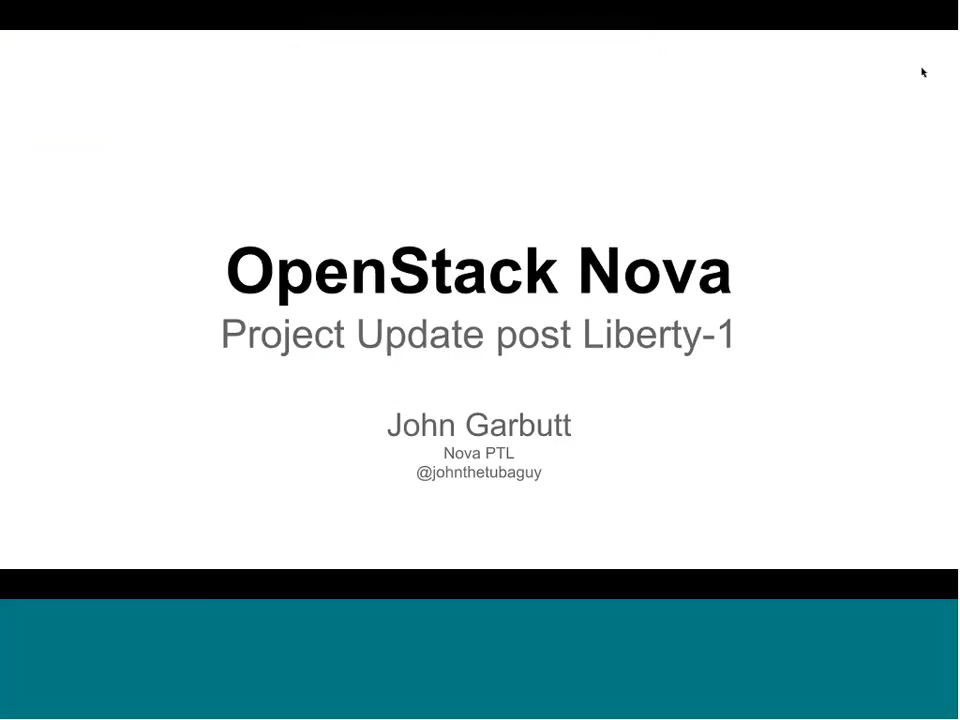 OpenStack Nova
Project Update post Liberty-1
John Garbutt
Nova PTL
@johnthetubaguy